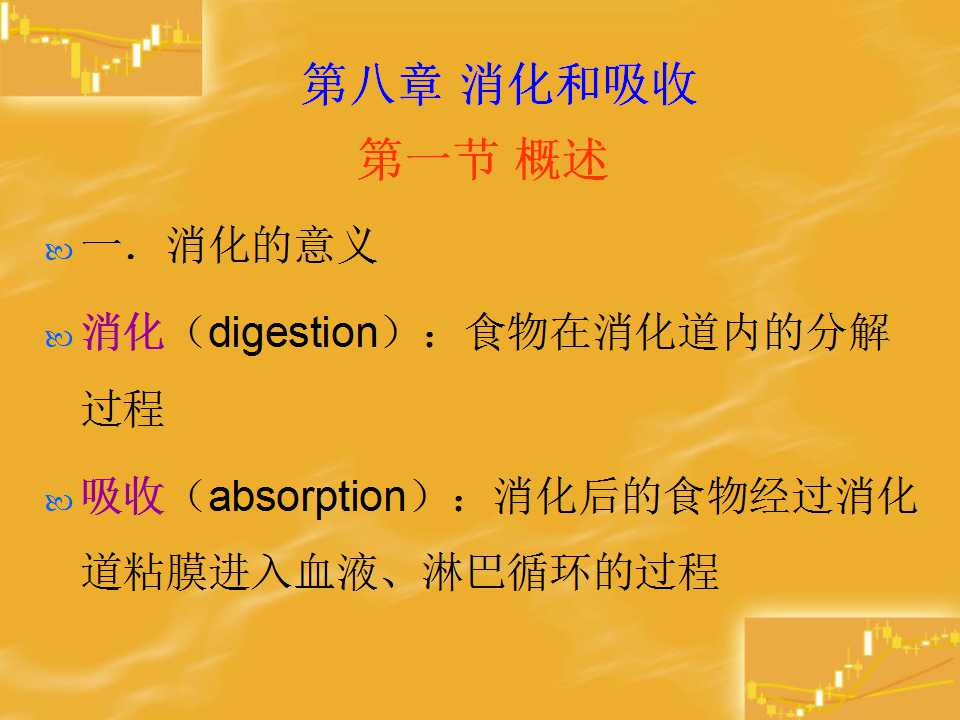 第八章 消化和吸收
第一节 概述
一．消化的意义
消化（digestion）：食物在消化道内的分解
过程
吸收（absorption）：消化后的食物经过消化
道粘膜进入血液、淋巴循环的过程